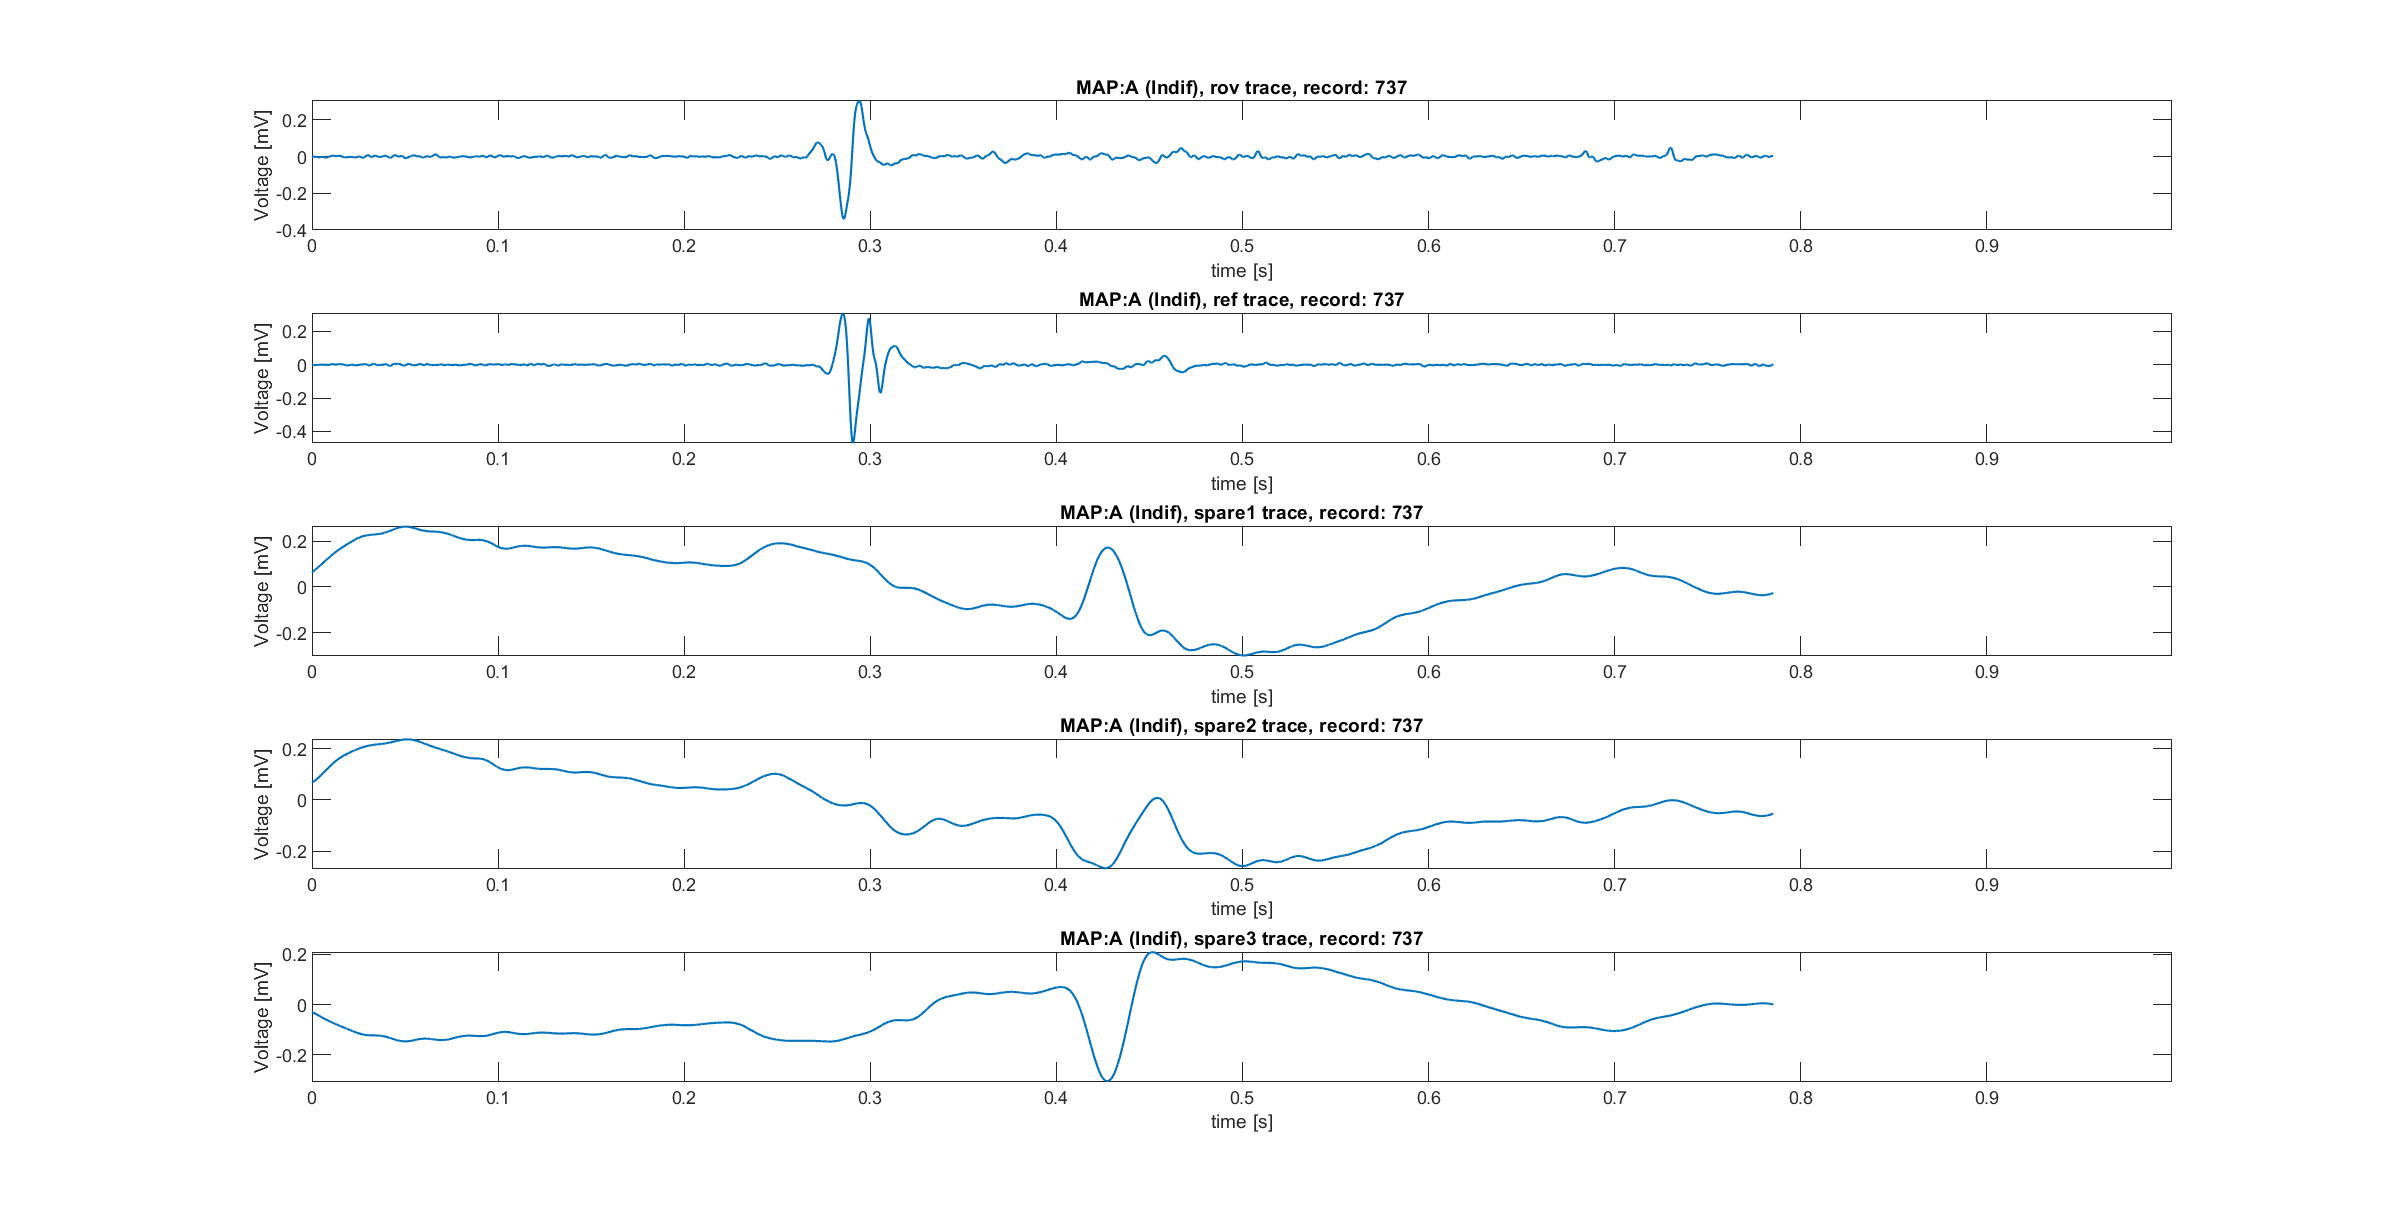 MAP:A (Indif), rov trace, record: 737
Voltage [mV]
0.2
0
-0.2
-0.4
0 0.1 0.2 0.3 0.4 0.5 0.6 0.7 0.8 0.9
time [s]
MAP:A (Indif), ref trace, record: 737
Voltage [mV]
0.2
0
-0.2
-0.4
0 0.1 0.2 0.3 0.4 0.5 0.6 0.7 0.8 0.9
time [s]
MAP:A (Indif), spare1 trace, record: 737
Voltage [mV]
0.2
0
-0.2
0 0.1 0.2 0.3 0.4 0.5 0.6 0.7 0.8 0.9
time [s]
MAP:A (Indif), spare2 trace, record: 737
Voltage [mV]
0.2
0
-0.2
0 0.1 0.2 0.3 0.4 0.5 0.6 0.7 0.8 0.9
time [s]
MAP:A (Indif), spare3 trace, record: 737
Voltage [mV]
0.2
0
-0.2
0 0.1 0.2 0.3 0.4 0.5 0.6 0.7 0.8 0.9
time [s]